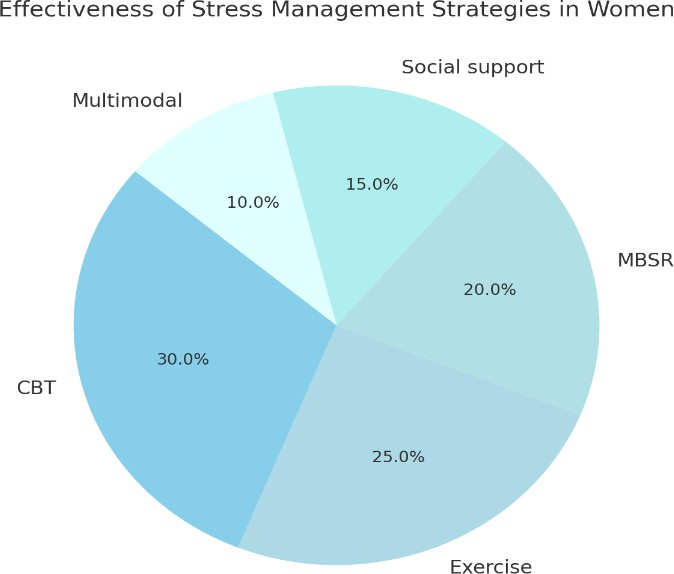 Effectiveness of Stress Management Strategies in Women
Social support
Multimodal
15.0%
10.0%
MBSR
20.0%
30.0%
CBT
25.0%
Exercise